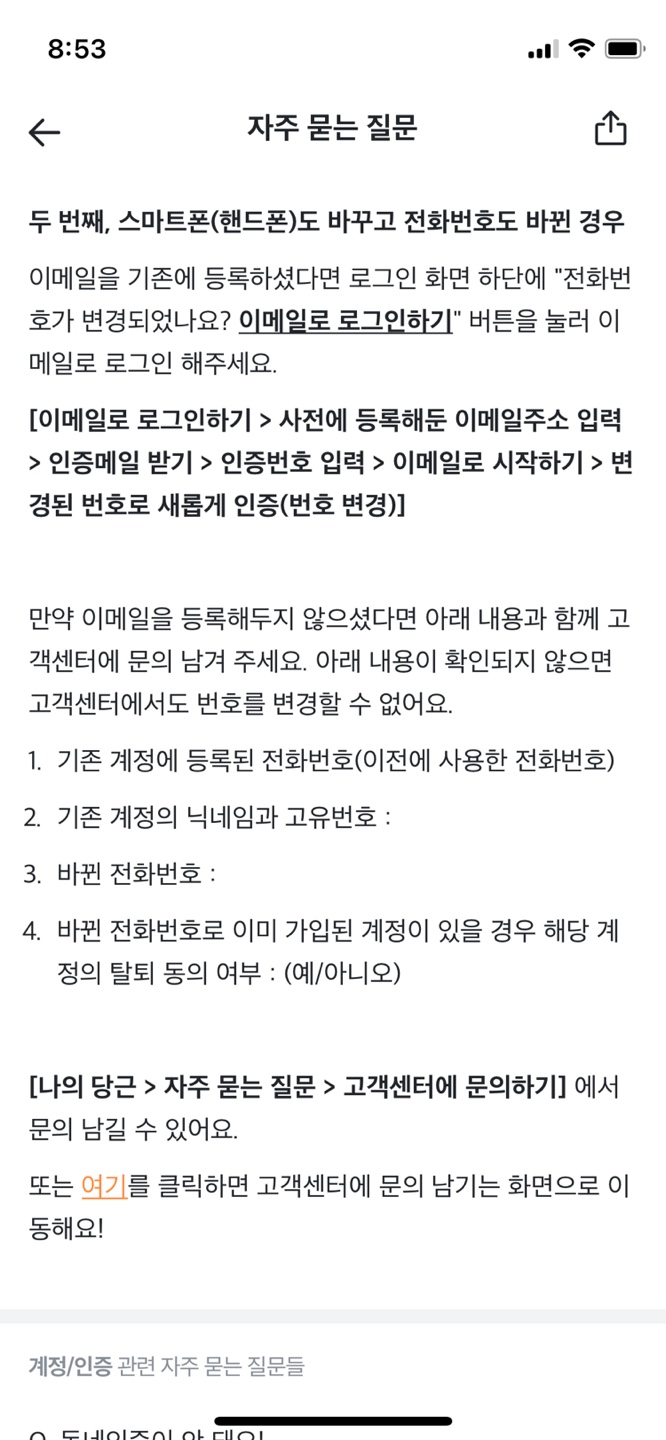 8:53
자주 묻는 질문
두 번째, 스마트폰(핸드폰)도 바꾸고 전화번호도 바뀐 경우
이메일을 기존에 등록하셨다면 로그인 화면 하단에 "전화번
호가 변경되었나요? 이메일로 로그인하기" 버튼을 눌러 이
메일로 로그인 해주세요.
[이메일로 로그인하기 > 사전에 등록해둔 이메일주소 입력
> 인증메일 받기 > 인증번호 입력 > 이메일로 시작하기 > 변
경된 번호로 새롭게 인증(번호 변경)]
만약 이메일을 등록해두지 않으셨다면 아래 내용과 함께 고
객센터에 문의 남겨 주세요. 아래 내용이 확인되지 않으면
고객센터에서도 번호를 변경할 수 없어요.
1. 기존 계정에 등록된 전화번호(이전에 사용한 전화번호)
2. 기존 계정의 닉네임과 고유번호 :
3. 바뀐 전화번호 :
4. 바뀐 전화번호로 이미 가입된 계정이 있을 경우 해당 계
정의 탈퇴 동의 여부 : (예/아니오)
[나의 당근 > 자주 묻는 질문 > 고객센터에 문의하기] 에서
문의 남길 수 있어요.
또는 여기를 클릭하면 고객센터에 문의 남기는 화면으로 이
동해요!
계정/인증 관련 자주 묻는 질문들
Q. 동네인증이 안 돼요!